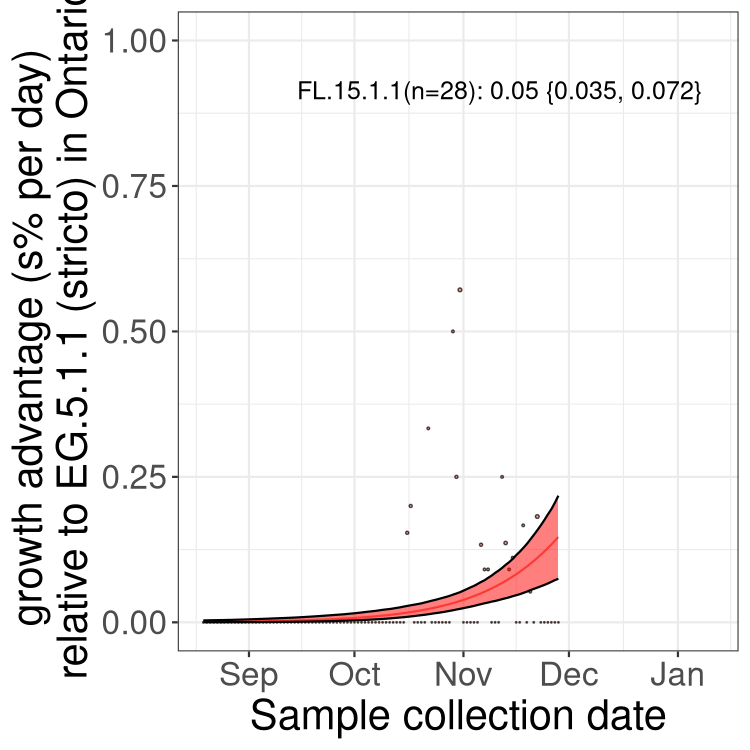 growth advantage (s% per day)
relative to EG.5.1.1 (stricto) in Ontario
1.00
0.75
0.50
0.25
0.00
FL.15.1.1(n=28): 0.05 {0.035, 0.072}
Sep Oct Nov Dec Jan
Sample collection date